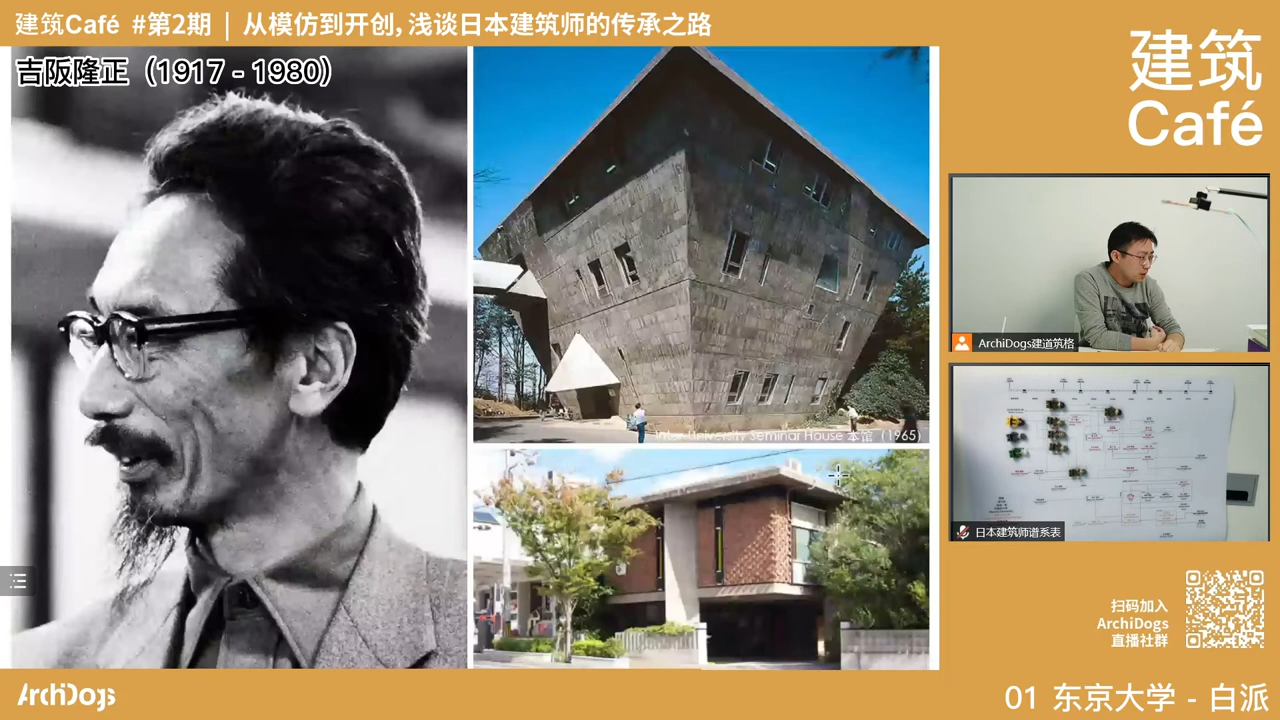 建筑Café #第2期 | 从模仿到开创，浅谈日本建筑师的传承之路
吉阪隆正（1917 - 1980）
Inter-University Seminar House 本馆（1965）
建筑
Café
ArchiDogs建道筑格
日本建筑师谱系表
扫码加入
ArchiDogs
直播社群
ArchiDogs
01 东京大学 - 白派